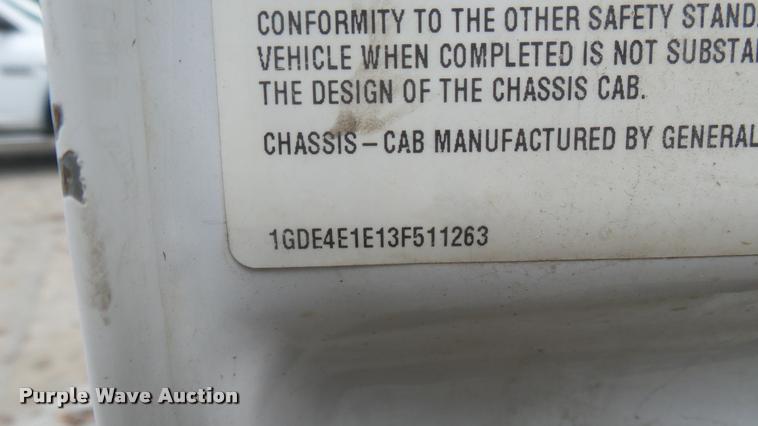 CONFORMITY TO THE OTHER SAFETY STAND
VEHICLE WHEN COMPLETED IS NOT SUBSTA
THE DESIGN OF THE CHASSIS CAB.
CHASSIS-CAB MANUFACTURED BY GENERAL
1GDE4E1E13F511263
Purple Wave Auction